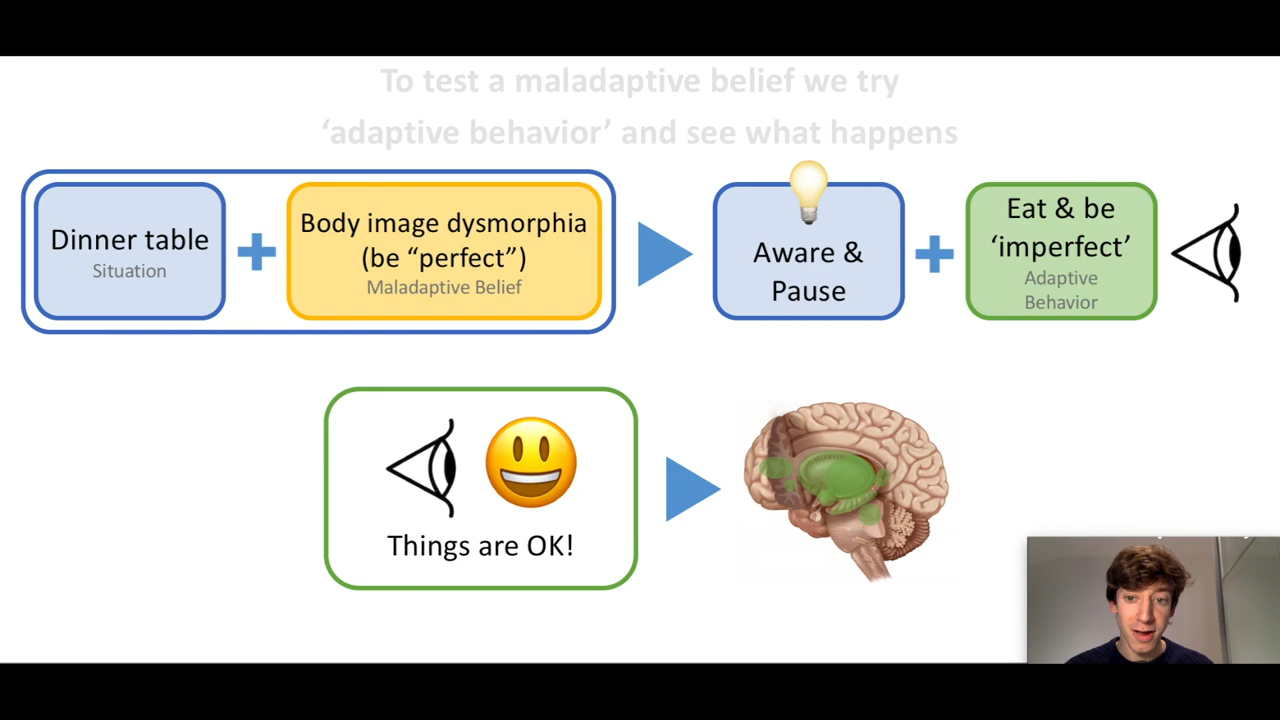 To test a maladaptive belief we try
‘adaptive behavior’ and see what happens
Dinner table
Situation
Body image dysmorphia
(be “perfect”)
Maladaptive Belief
Aware &
Pause
Eat & be
‘imperfect’
Adaptive
Behavior
Things are OK!